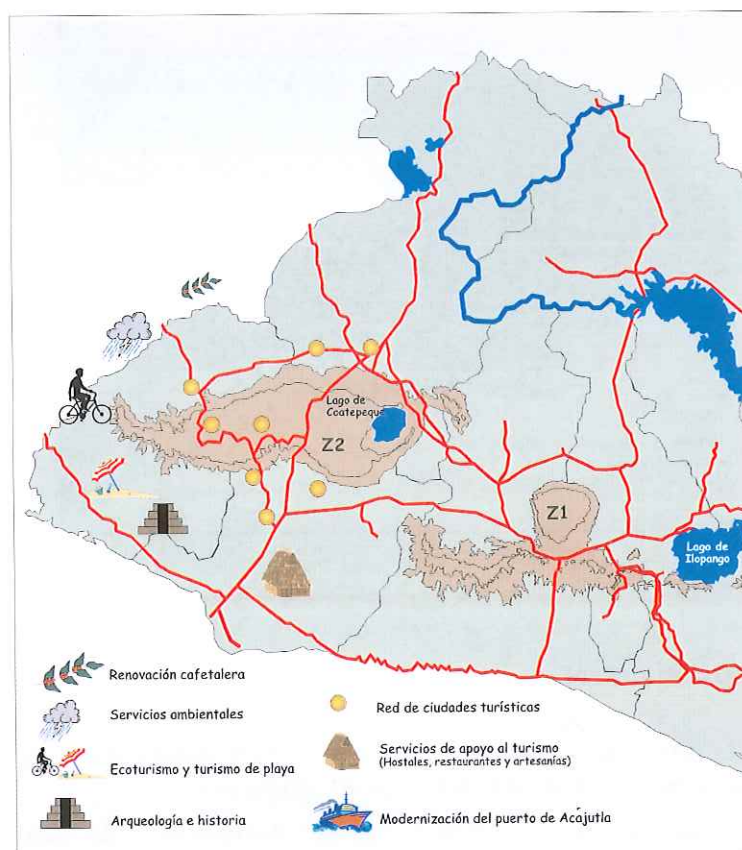 Lago de
Coatepeque
Z2
Z1
Lago de
Ilopango
Renovación cafetalera
Servicios ambientales
Ecoturismo y turismo de playa
Arqueología e historia
Red de ciudades turísticas
Servicios de apoyo al turismo
(Hostales, restaurantes y artesanías)
Modernización del puerto de Acájutla